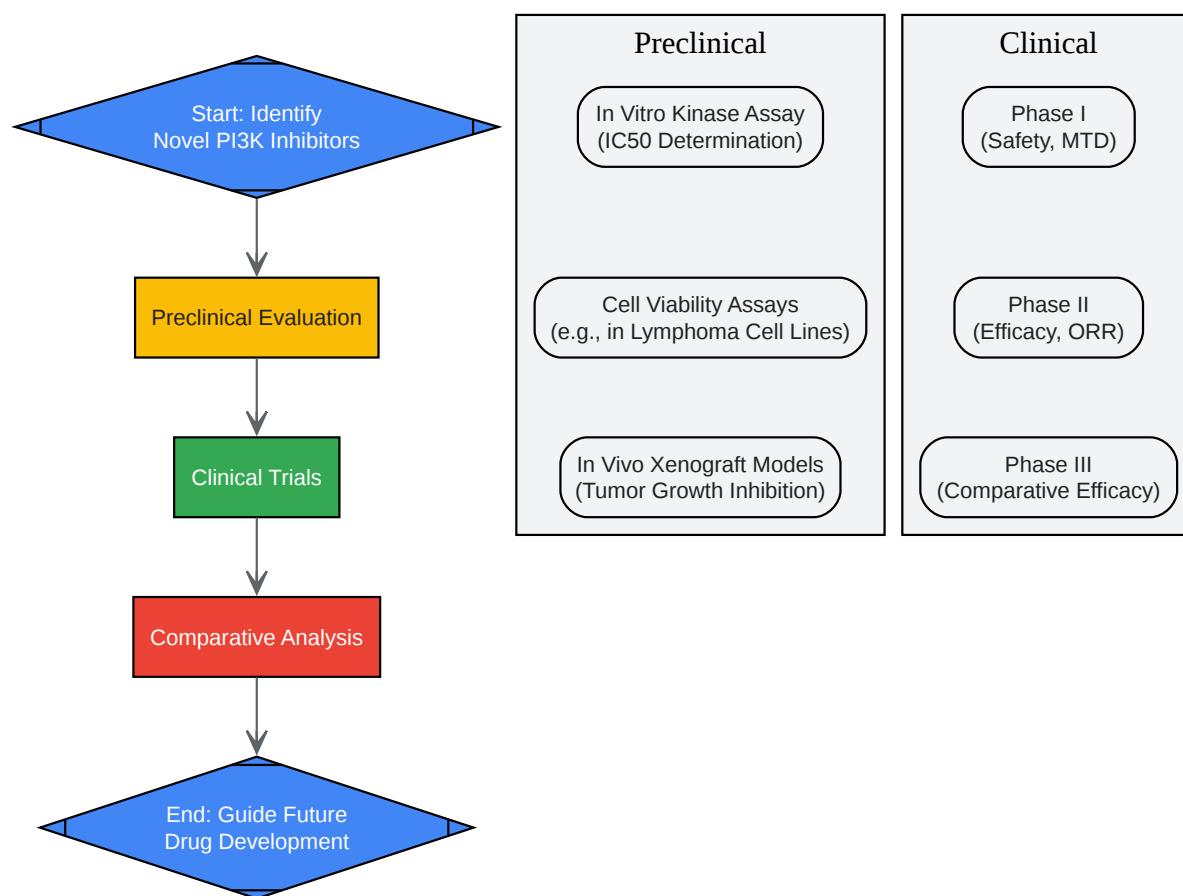 Start: Identify
Novel PI3K Inhibitors
Preclinical Evaluation
Clinical Trials
Comparative Analysis
End: Guide Future
Drug Development
Preclinical
In Vitro Kinase Assay
(IC50 Determination)
Cell Viability Assays
(e.g., in Lymphoma Cell Lines)
In Vivo Xenograft Models
(Tumor Growth Inhibition)
Clinical
Phase I
(Safety, MTD)
Phase II
(Efficacy, ORR)
Phase III
(Comparative Efficacy)